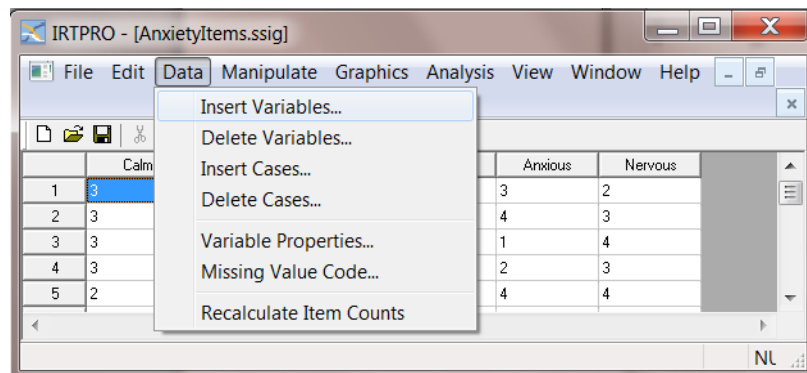 IRTPRO - [AnxietyItems.ssig]
File Edit Data Manipulate Graphics Analysis View Window Help
Insert Variables...
Delete Variables...
Insert Cases...
Delete Cases...
Variable Properties...
Missing Value Code...
Recalculate Item Counts
Calm Anxious Nervous
1 3 3 2
2 3 4 3
3 3 1 4
4 3 2 3
5 2 4 4